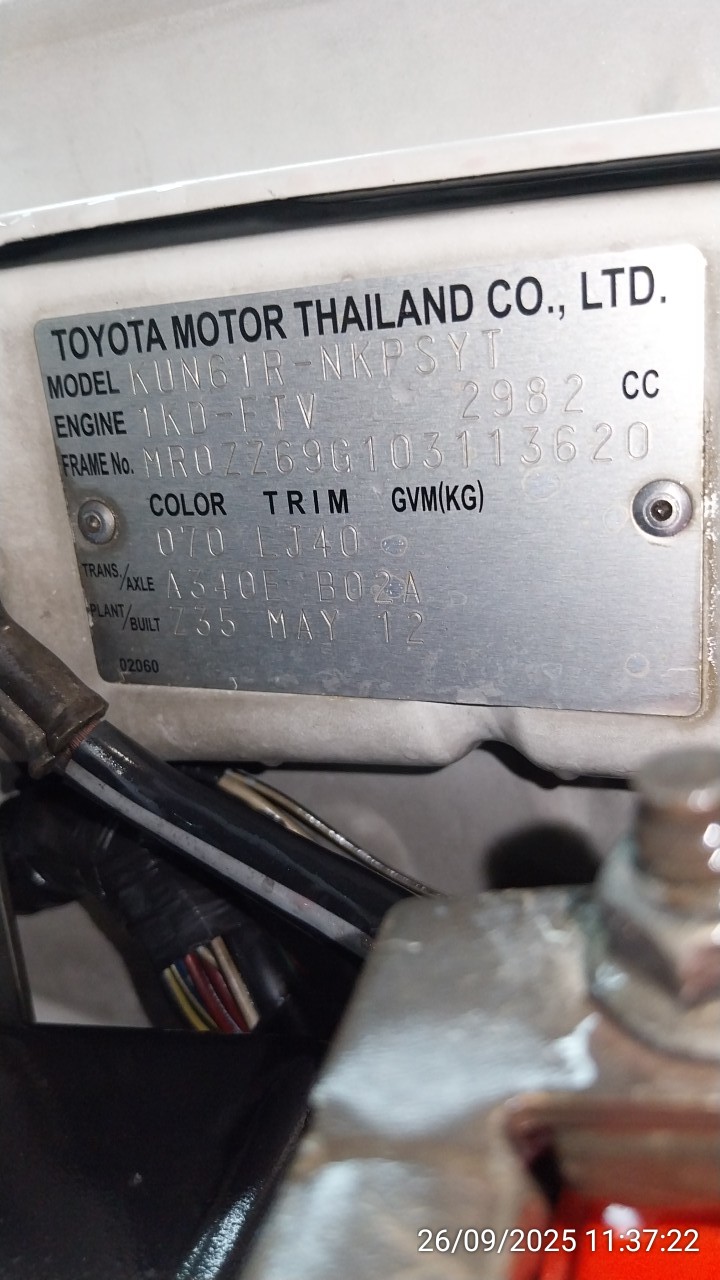 TOYOTA MOTOR THAILAND CO., LTD.
MODEL KUN61R-NKPSYT
ENGINE 1KD-FTV 2982 CC
FRAME No. MR0ZZ69G103113620
COLOR TRIM GVM(KG)
070 LJ40
TRANS./AXLE A340E B02A
PLANT/BUILT Z35 MAY 12
02060
26/09/2025 11:37:22